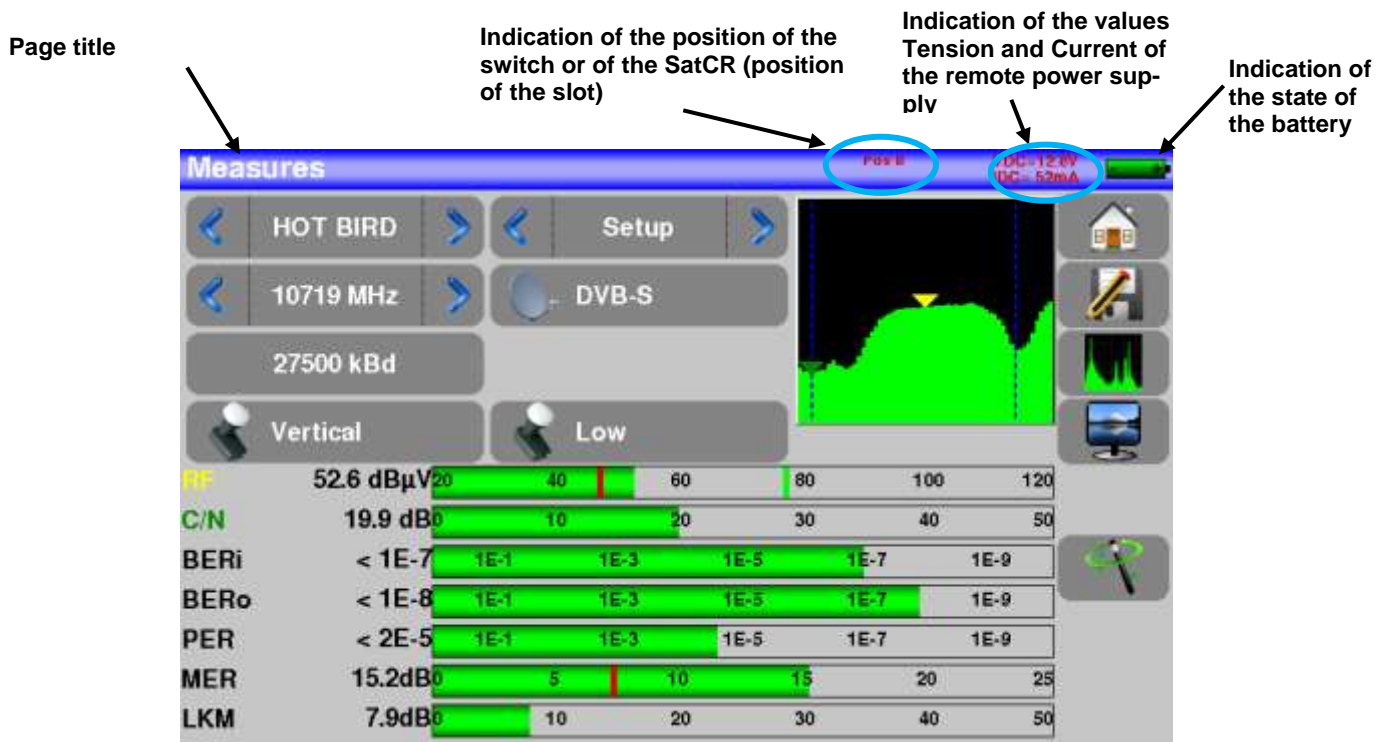 Page title
Indication of the position of the
switch or of the SatCR (position
of the slot)
Indication of the values
Tension and Current of
the remote power sup-
ply
Indication of
the state of
the battery
Measures
Pos B
VDC=12.8V
IDC= 52mA
HOT BIRD
Setup
10719 MHz
DVB-S
27500 kBd
Vertical
Low
RF 52.6 dBµV 20 40 60 80 100 120
C/N 19.9 dB 0 10 20 30 40 50
BERi < 1E-7 1E-1 1E-3 1E-5 1E-7 1E-9
BERo < 1E-8 1E-1 1E-3 1E-5 1E-7 1E-9
PER < 2E-5 1E-1 1E-3 1E-5 1E-7 1E-9
MER 15.2dB 0 5 10 15 20 25
LKM 7.9dB 0 10 20 30 40 50